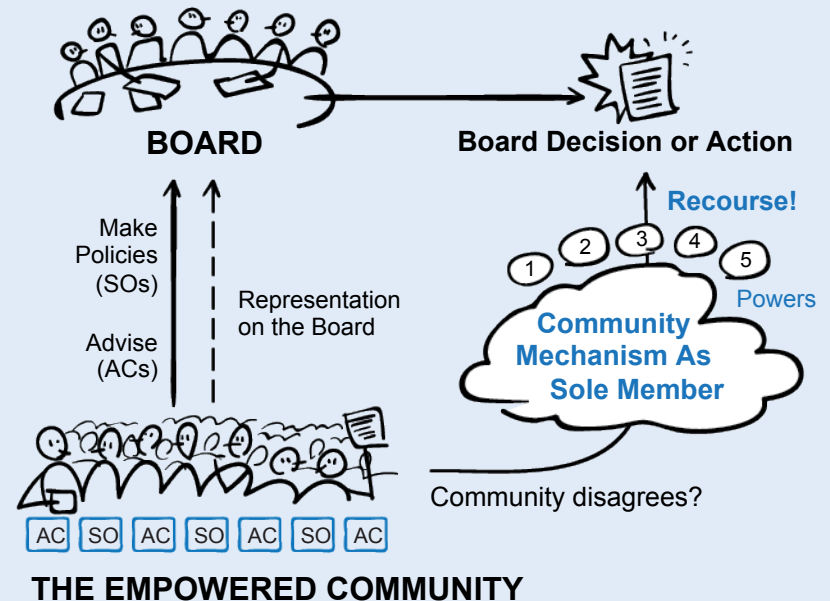 BOARD
Board Decision or Action
Make
Policies
(SOs)
Advise
(ACs)
Representation
on the Board
Recourse!
1 2 3 4 5
Powers
Community
Mechanism As
Sole Member
Community disagrees?
AC SO AC SO AC SO AC
THE EMPOWERED COMMUNITY